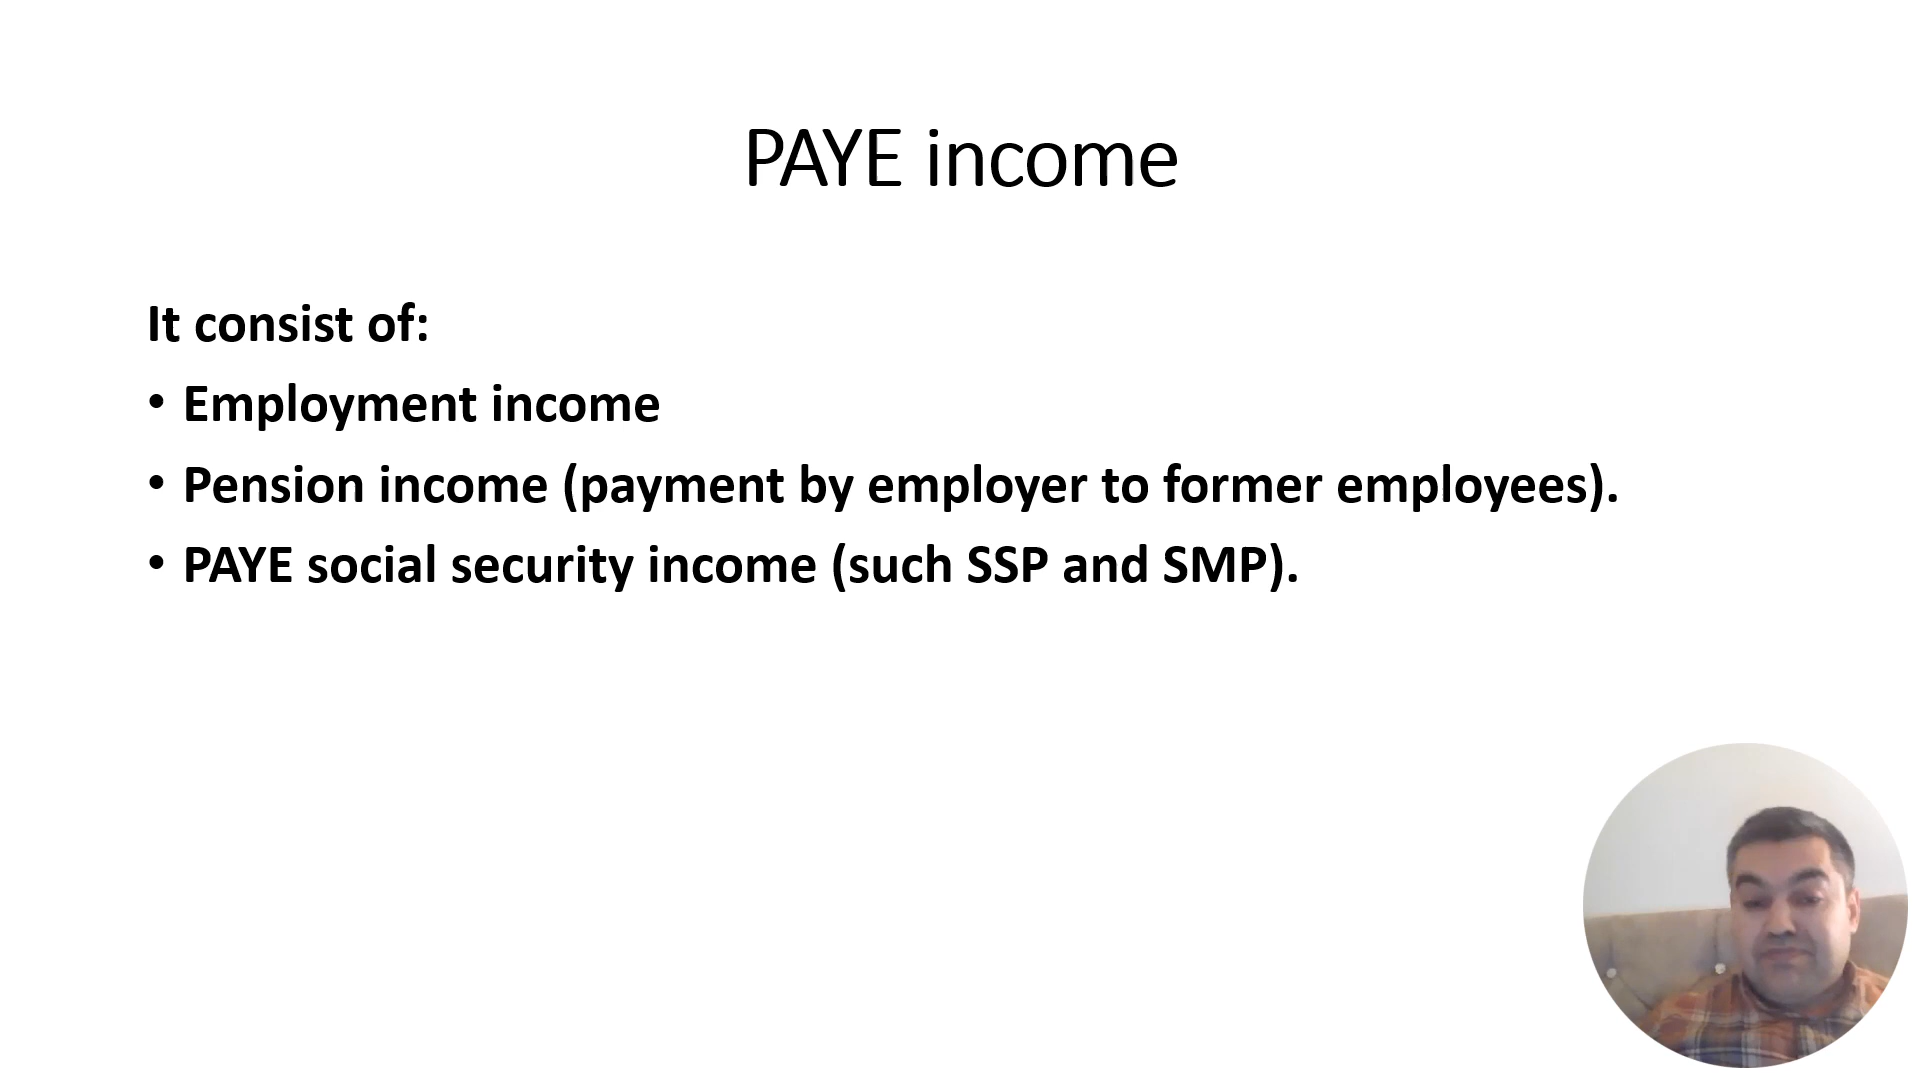 PAYE income
It consist of:
• Employment income
• Pension income (payment by employer to former employees).
• PAYE social security income (such SSP and SMP).